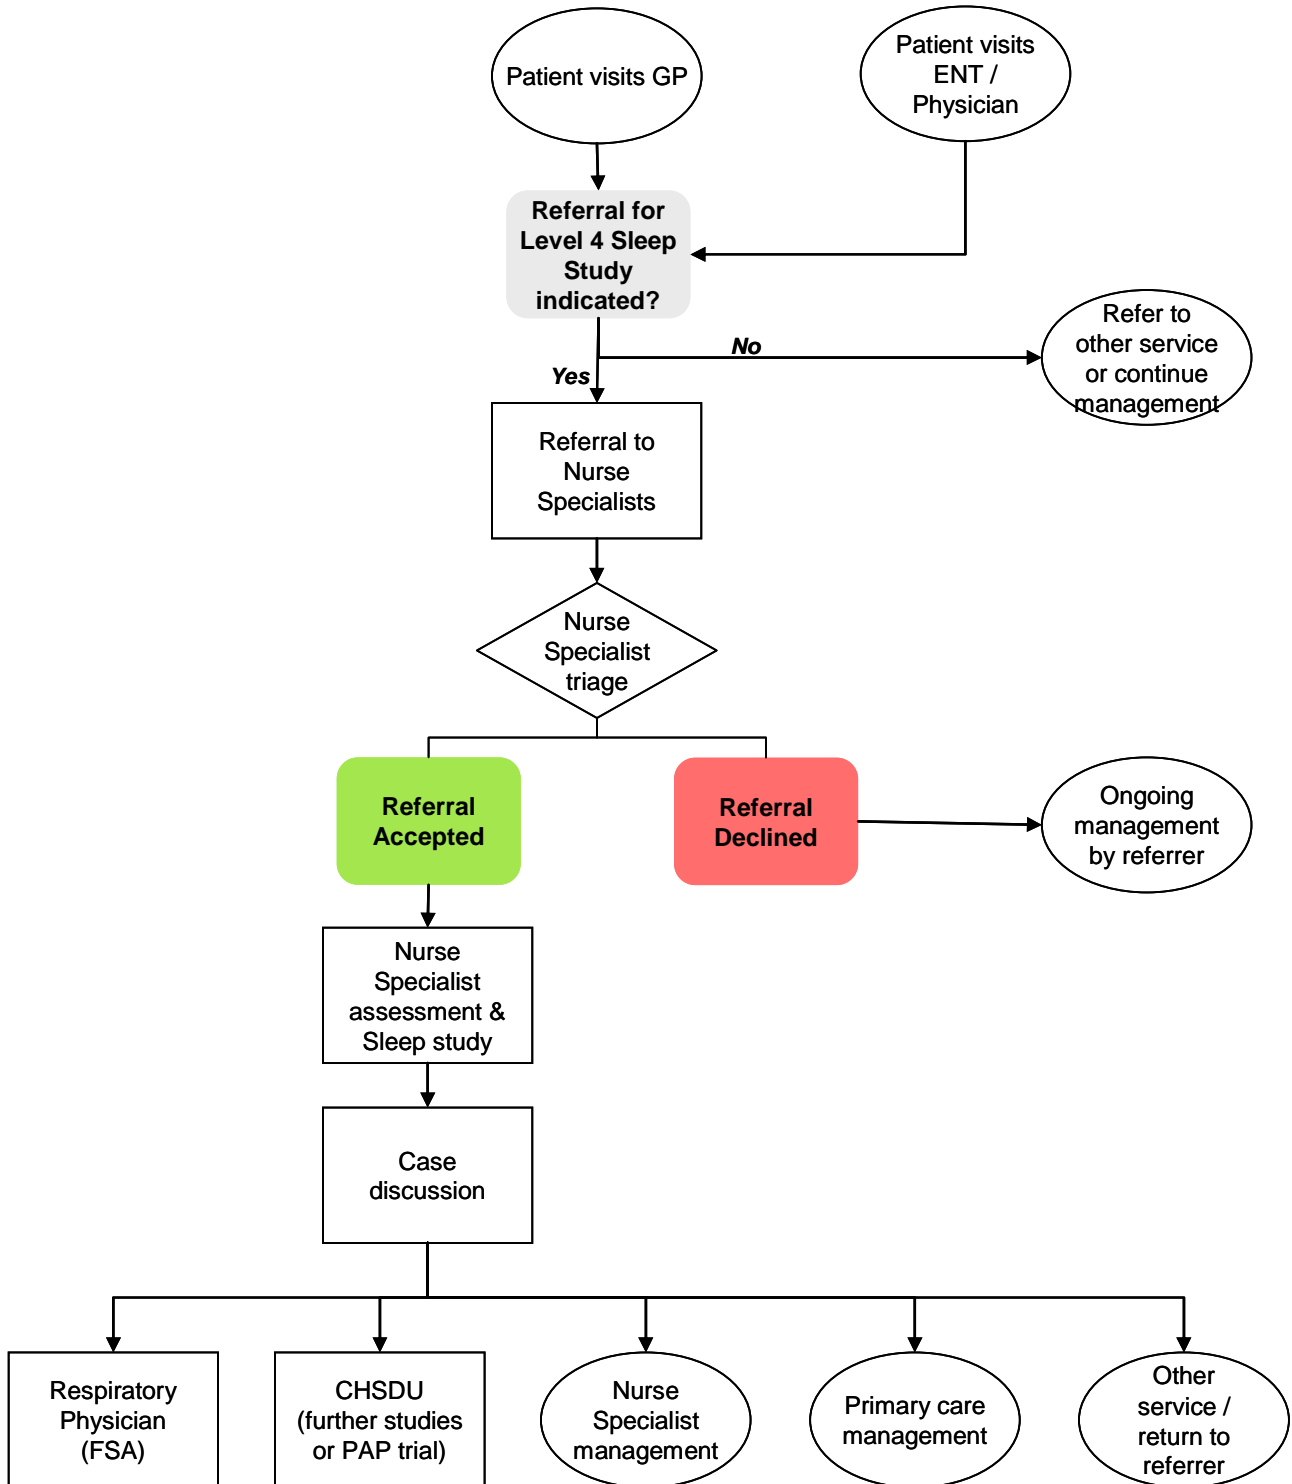 Patient visits GP
Patient visits
ENT /
Physician
Referral for
Level 4 Sleep
Study
indicated?
No
Yes
Refer to
other service
or continue
management
Referral to
Nurse
Specialists
Nurse
Specialist
triage
Referral
Accepted
Referral
Declined
Ongoing
management
by referrer
Nurse
Specialist
assessment &
Sleep study
Case
discussion
Respiratory
Physician
(FSA)
CHSDU
(further studies
or PAP trial)
Nurse
Specialist
management
Primary care
management
Other
service /
return to
referrer